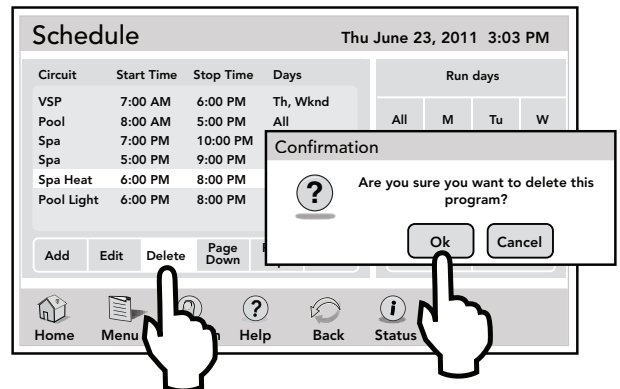 Schedule Thu June 23, 2011 3:03 PM
Circuit Start Time Stop Time Days
Run days
VSP 7:00 AM 6:00 PM Th, Wknd
Pool 8:00 AM 5:00 PM All
All M Tu W
Spa 7:00 PM 10:00 PM
Spa 5:00 PM 9:00 PM
Spa Heat 6:00 PM 8:00 PM
Pool Light 6:00 PM 8:00 PM
Confirmation
?
Are you sure you want to delete this
program?
Ok Cancel
Add Edit Delete Page
Down
?
i
Home Menu Help Back Status